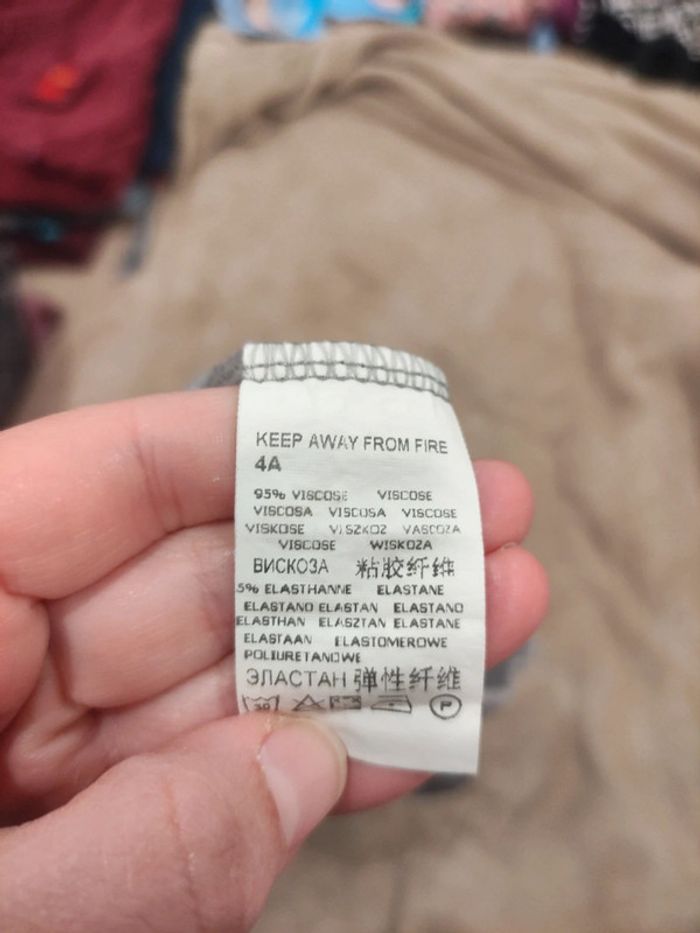 KEEP AWAY FROM FIRE
4A
95% VISCOSE VISCOSE
VISCOSA VISCOSA VISCOSE
VISKOSE VISZKOZ VASCOZA
VISCOSE WISKOZA
ВИСКОЗА 粘胶纤维
5% ELASTHANNE ELASTANE
ELASTANO ELASTAN ELASTANO
ELASTHAN ELASZTAN ELASTANE
ELASTAAN ELASTOMEROWE
POLIURETANOWE
ЭЛАСТАН 弹性纤维
30 P